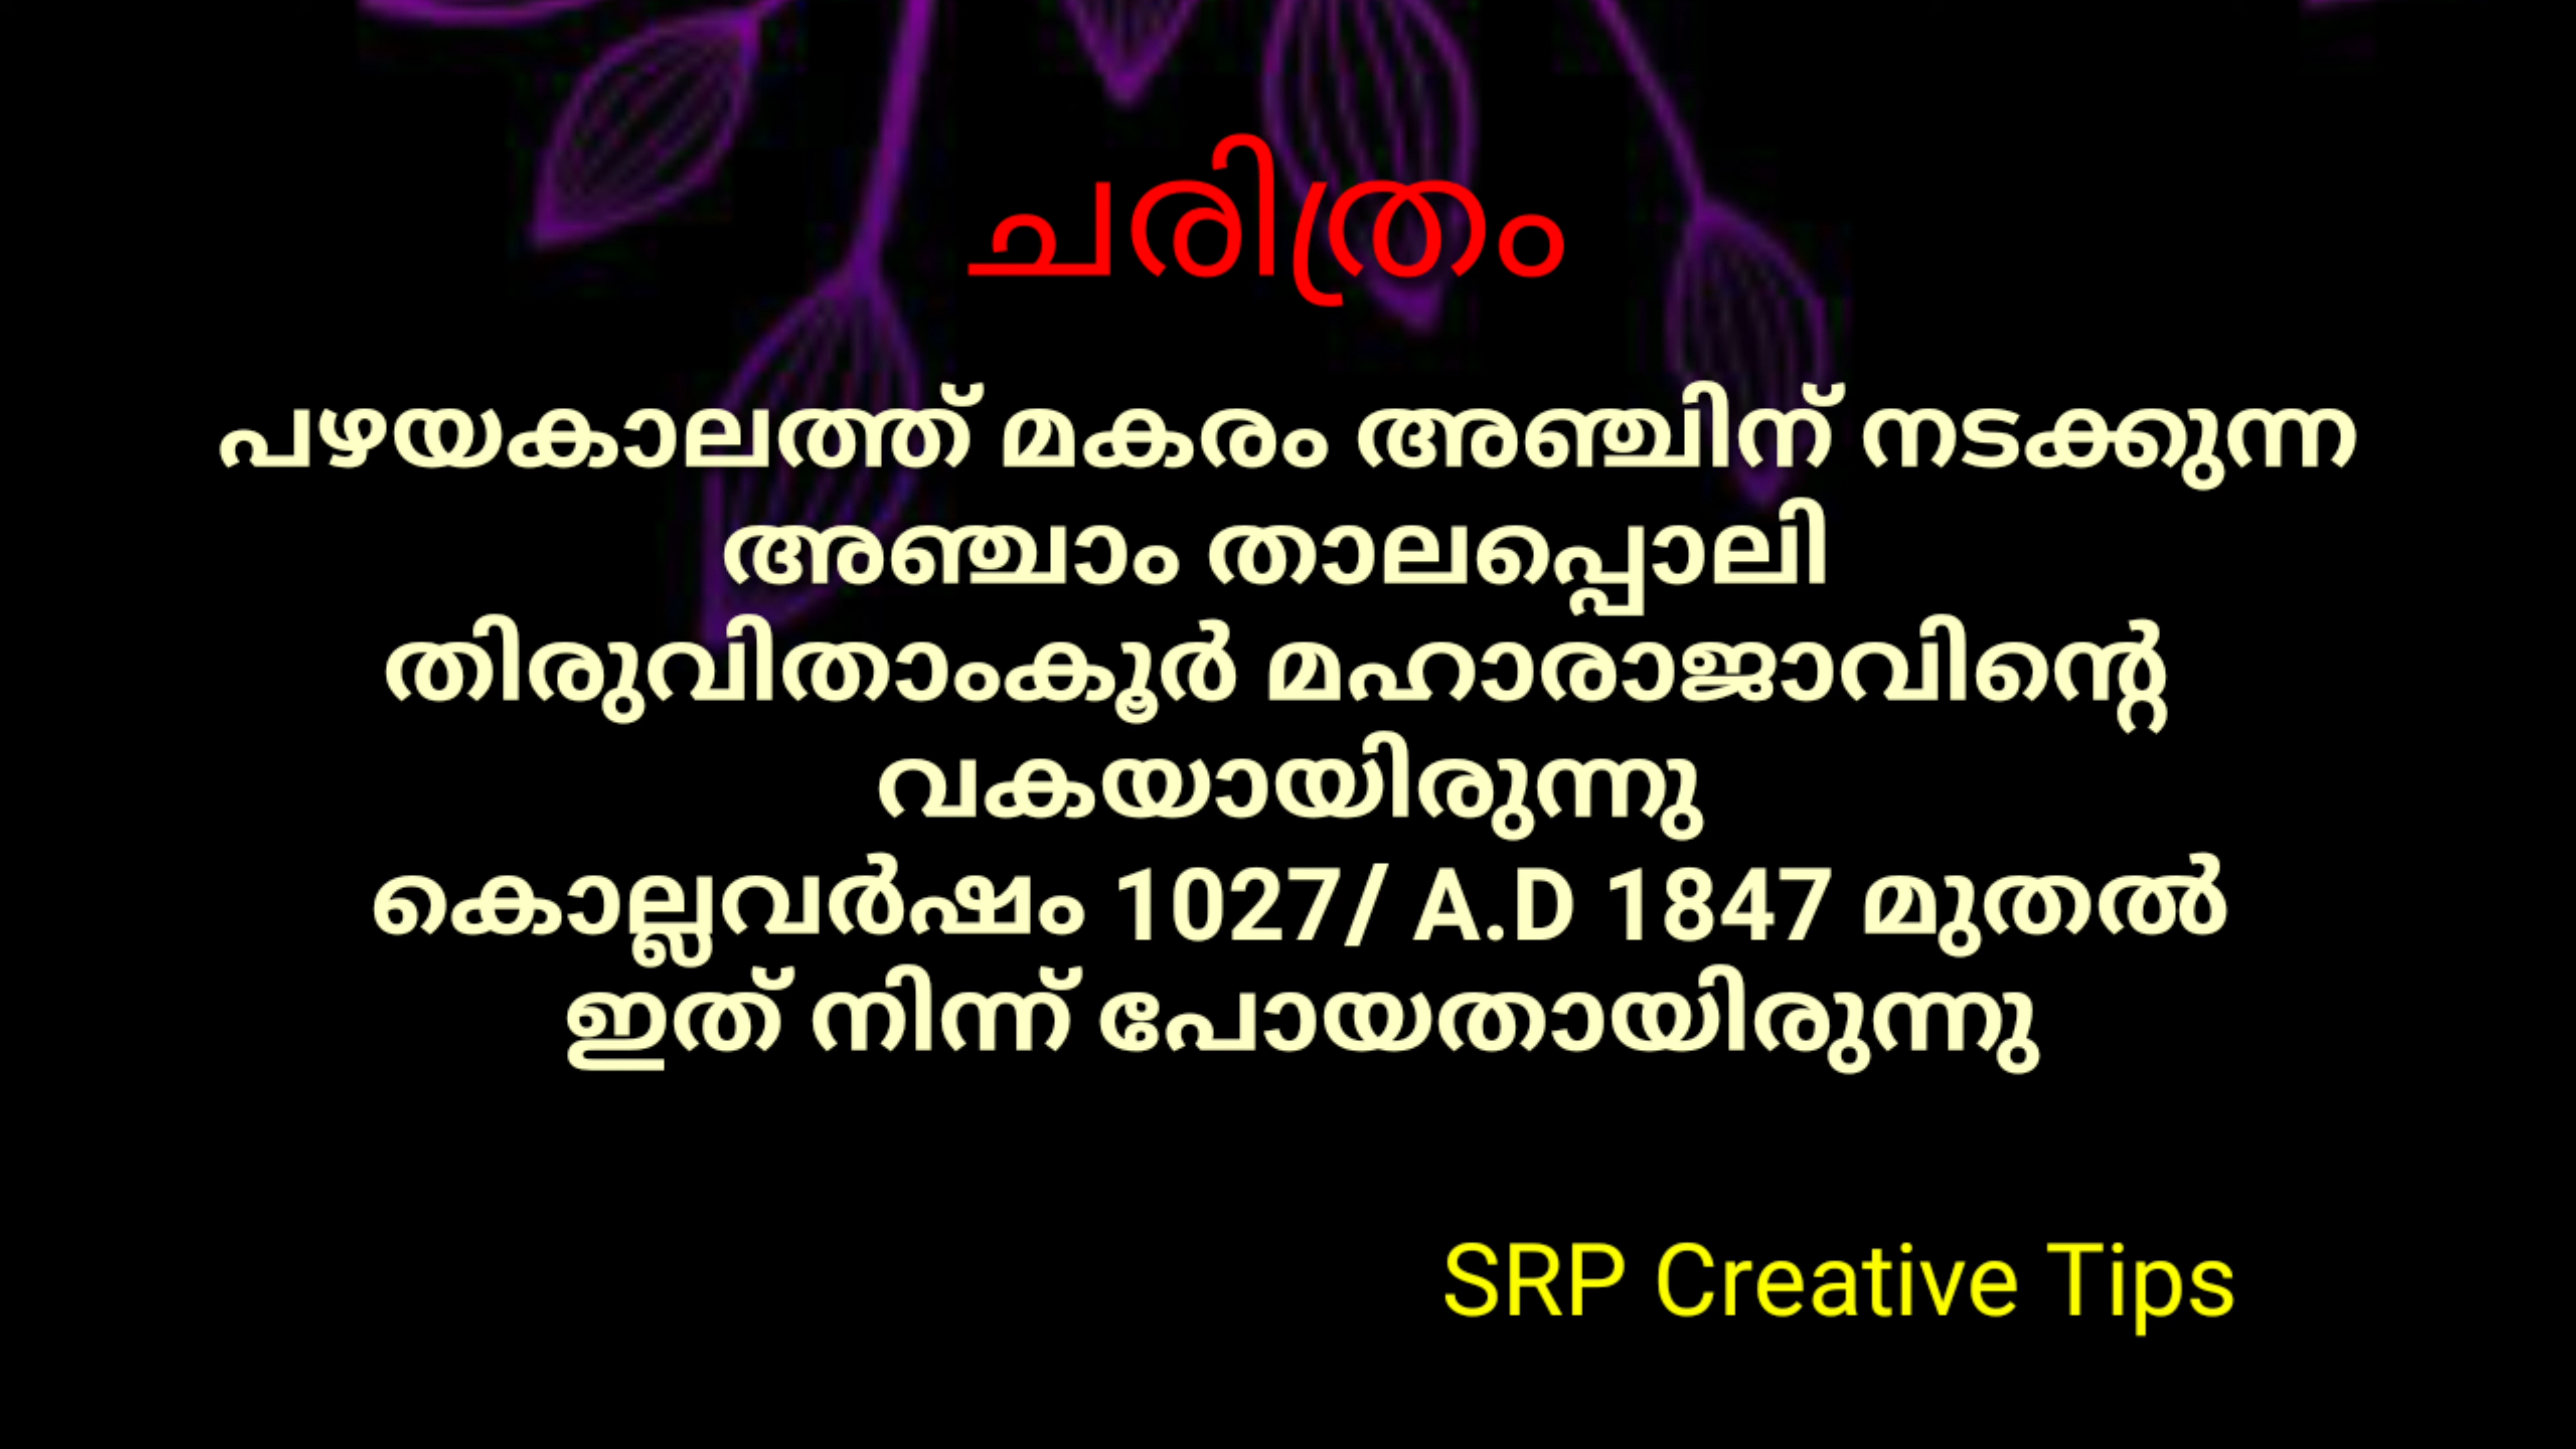 ചരിത്രം
പഴയകാലത്ത് മകരം അഞ്ചിന് നടക്കുന്ന
അഞ്ചാം താലപ്പൊലി
തിരുവിതാംകൂർ മഹാരാജാവിന്റെ
വകയായിരുന്നു
കൊല്ലവർഷം 1027/ A.D 1847 മുതൽ
ഇത് നിന്ന് പോയതായിരുന്നു
SRP Creative Tips